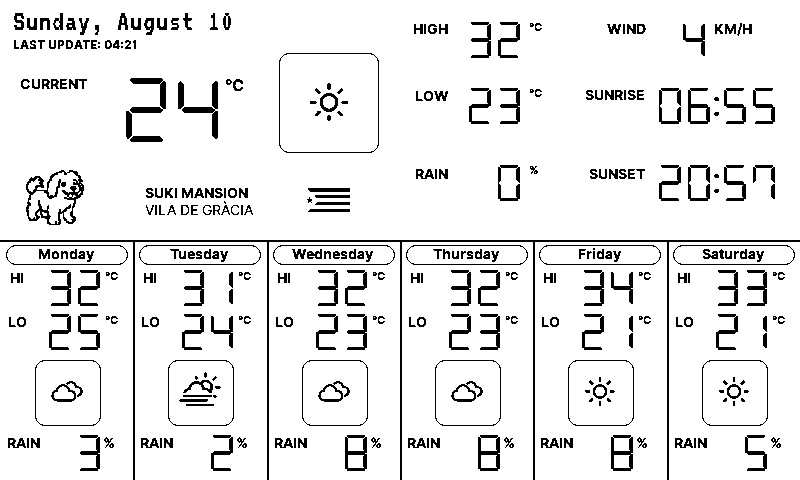 Sunday, August 10
LAST UPDATE: 04:21
CURRENT 24 °C
HIGH 32 °C
WIND 4 KM/H
LOW 23 °C
SUNRISE 06:55
RAIN 0 %
SUNSET 20:57
SUKI MANSION
VILA DE GRÀCIA
Monday
HI 32 °C
LO 25 °C
RAIN 3 %
Tuesday
HI 31 °C
LO 24 °C
RAIN 2 %
Wednesday
HI 32 °C
LO 23 °C
RAIN 8 %
Thursday
HI 32 °C
LO 23 °C
RAIN 8 %
Friday
HI 34 °C
LO 21 °C
RAIN 8 %
Saturday
HI 33 °C
LO 21 °C
RAIN 5 %